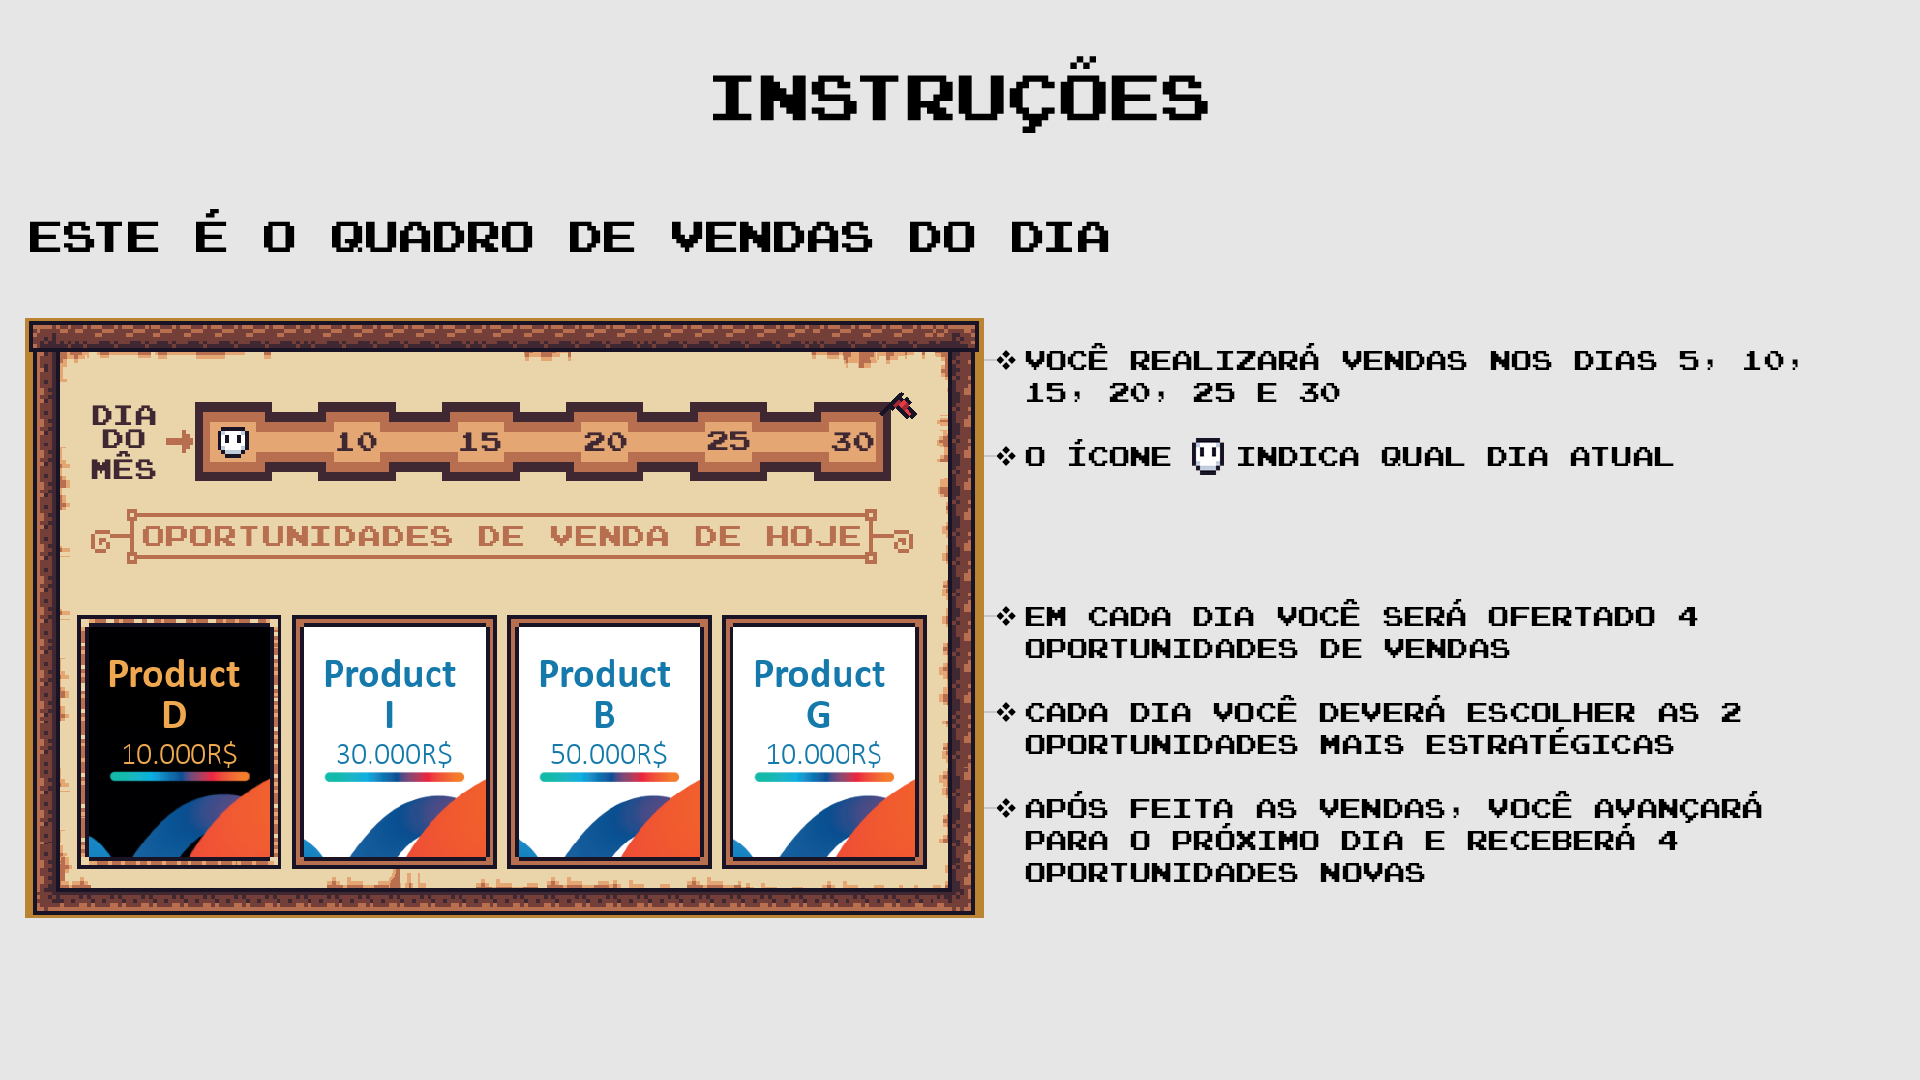 INSTRUÇÕES
ESTE É O QUADRO DE VENDAS DO DIA
DIA
DO
MÊS
10 15 20 25 30
OPORTUNIDADES DE VENDA DE HOJE
Product
D
10.000R$
Product
I
30.000R$
Product
B
50.000R$
Product
G
10.000R$
❖ VOCÊ REALIZARÁ VENDAS NOS DIAS 5, 10,
15, 20, 25 E 30
❖ O ÍCONE INDICA QUAL DIA ATUAL
❖ EM CADA DIA VOCÊ SERÁ OFERTADO 4
OPORTUNIDADES DE VENDAS
❖ CADA DIA VOCÊ DEVERÁ ESCOLHER AS 2
OPORTUNIDADES MAIS ESTRATÉGICAS
❖ APÓS FEITA AS VENDAS, VOCÊ AVANÇARÁ
PARA O PRÓXIMO DIA E RECEBERÁ 4
OPORTUNIDADES NOVAS